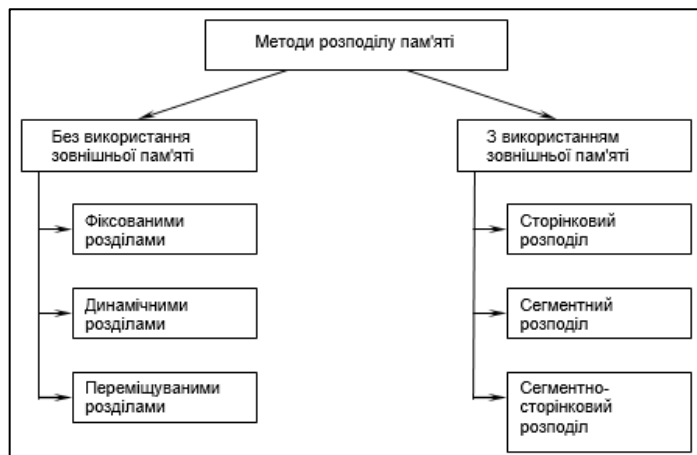 Методи розподілу пам'яті
Без використання
зовнішньої пам'яті
Фіксованими
розділами
Динамічними
розділами
Переміщуваними
розділами
З використанням
зовнішньої пам'яті
Сторінковий
розподіл
Сегментний
розподіл
Сегментно-
сторінковий
розподіл